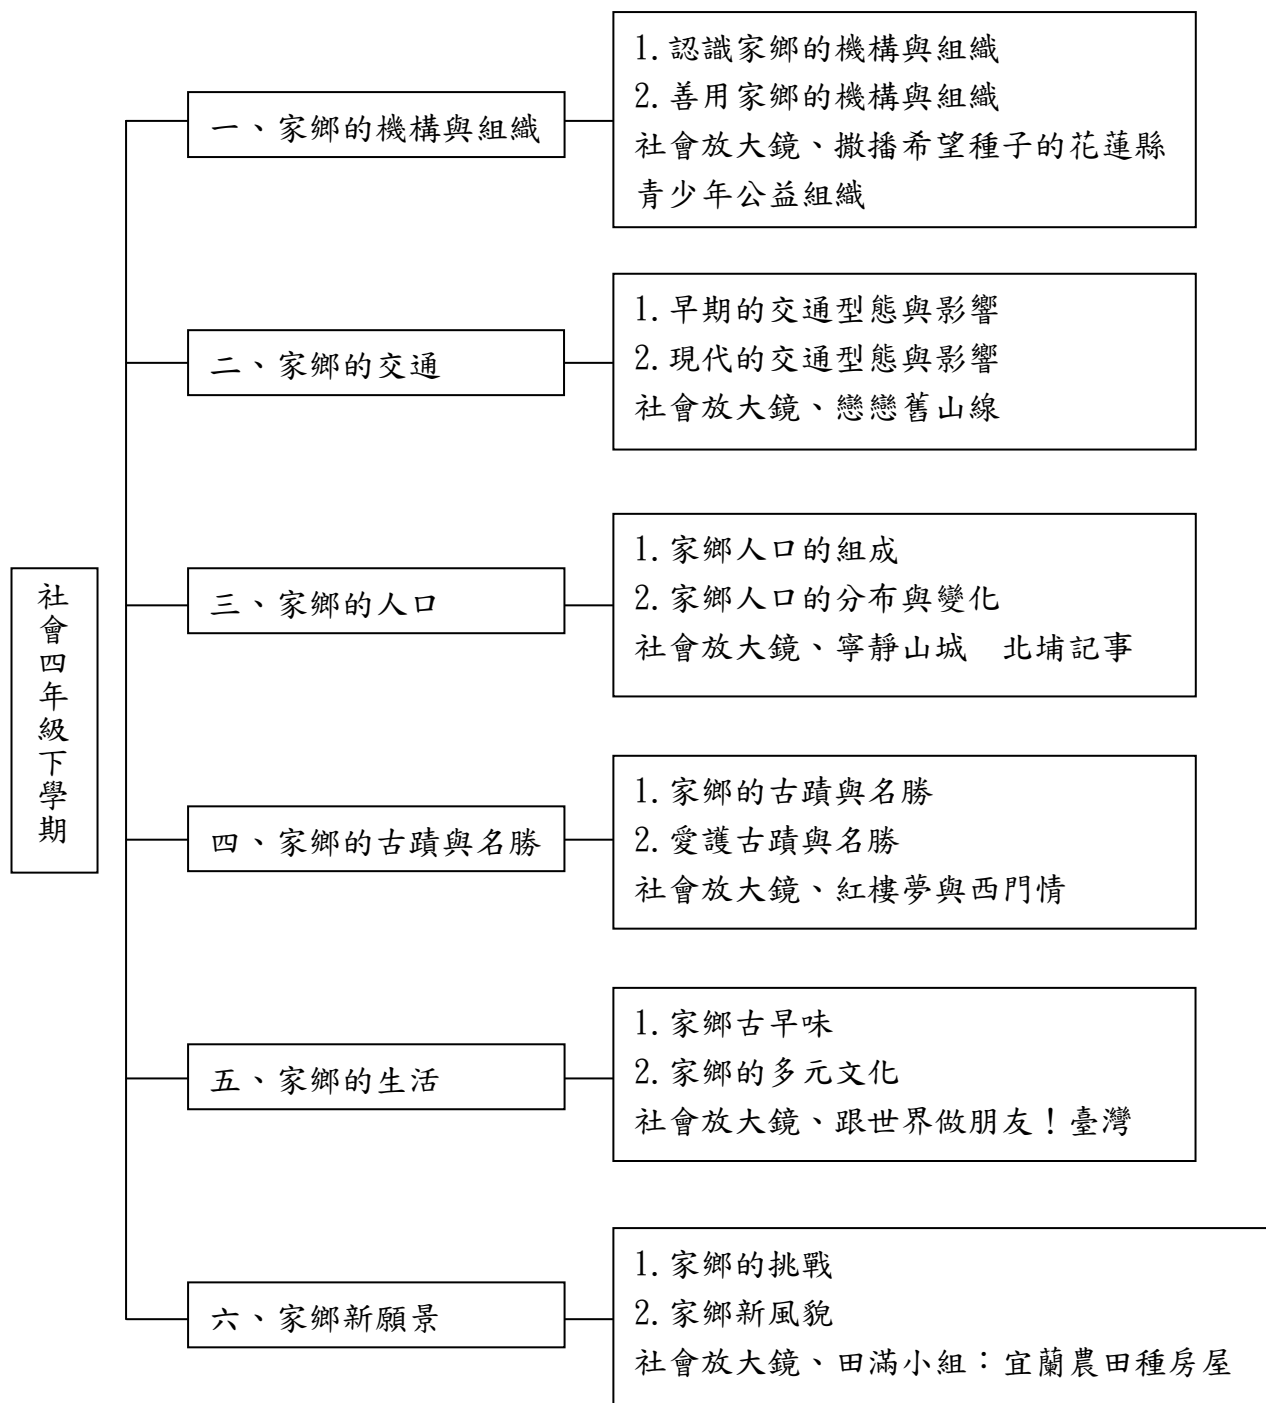 社會四年級下學期
一、家鄉的機構與組織
1.認識家鄉的機構與組織
2.善用家鄉的機構與組織
社會放大鏡、撒播希望種子的花蓮縣
青少年公益組織
二、家鄉的交通
1.早期的交通型態與影響
2.現代的交通型態與影響
社會放大鏡、戀戀舊山線
三、家鄉的人口
1.家鄉人口的組成
2.家鄉人口的分布與變化
社會放大鏡、寧靜山城　北埔記事
四、家鄉的古蹟與名勝
1.家鄉的古蹟與名勝
2.愛護古蹟與名勝
社會放大鏡、紅樓夢與西門情
五、家鄉的生活
1.家鄉古早味
2.家鄉的多元文化
社會放大鏡、跟世界做朋友！臺灣
六、家鄉新願景
1.家鄉的挑戰
2.家鄉新風貌
社會放大鏡、田滿小組：宜蘭農田種房屋